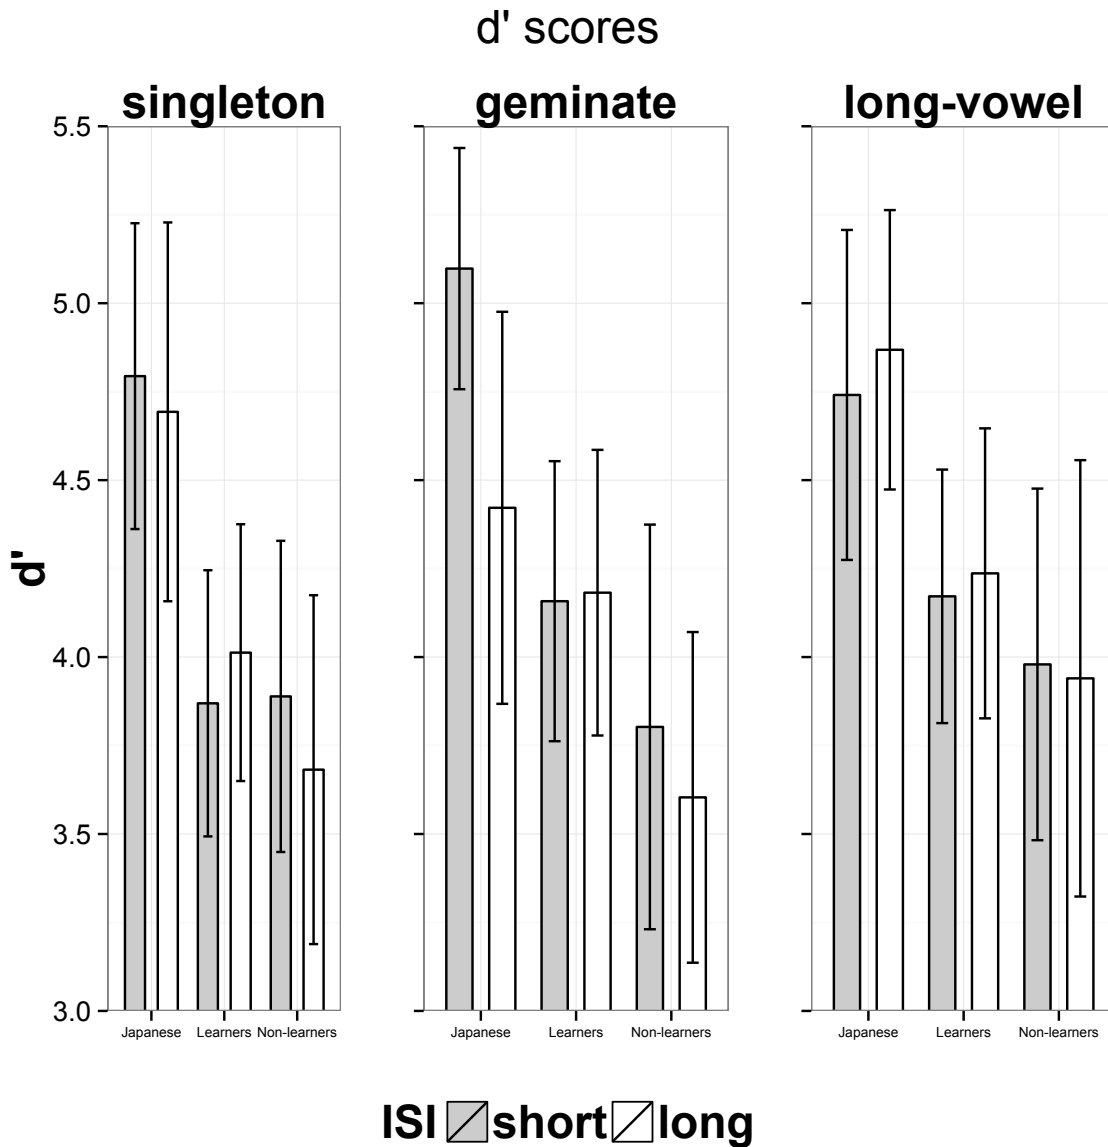 d' scores
singleton geminate long-vowel
5.5
5.0
4.5
4.0
3.5
3.0
d'
Japanese Learners Non-learners Japanese Learners Non-learners Japanese Learners Non-learners
ISI short long